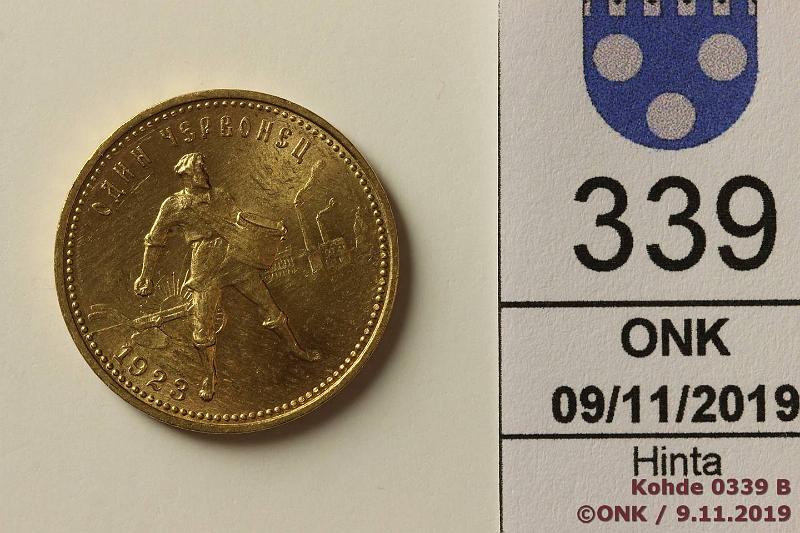 ОДИН ЧЕРВОНЕЦ
1923
339
ONK
09/11/2019
Hinta
Kohde 0339 B
©ONK / 9.11.2019